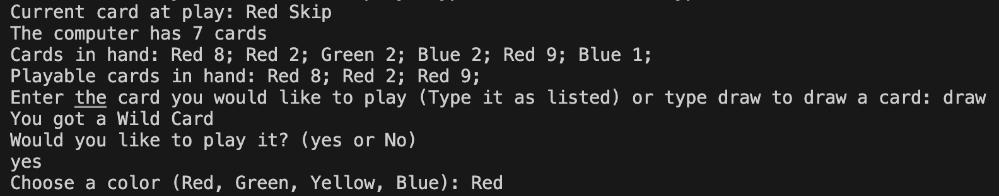 Current card at play: Red Skip
The computer has 7 cards
Cards in hand: Red 8; Red 2; Green 2; Blue 2; Red 9; Blue 1;
Playable cards in hand: Red 8; Red 2; Red 9;
Enter the card you would like to play (Type it as listed) or type draw to draw a card: draw
You got a Wild Card
Would you like to play it? (yes or No)
yes
Choose a color (Red, Green, Yellow, Blue): Red